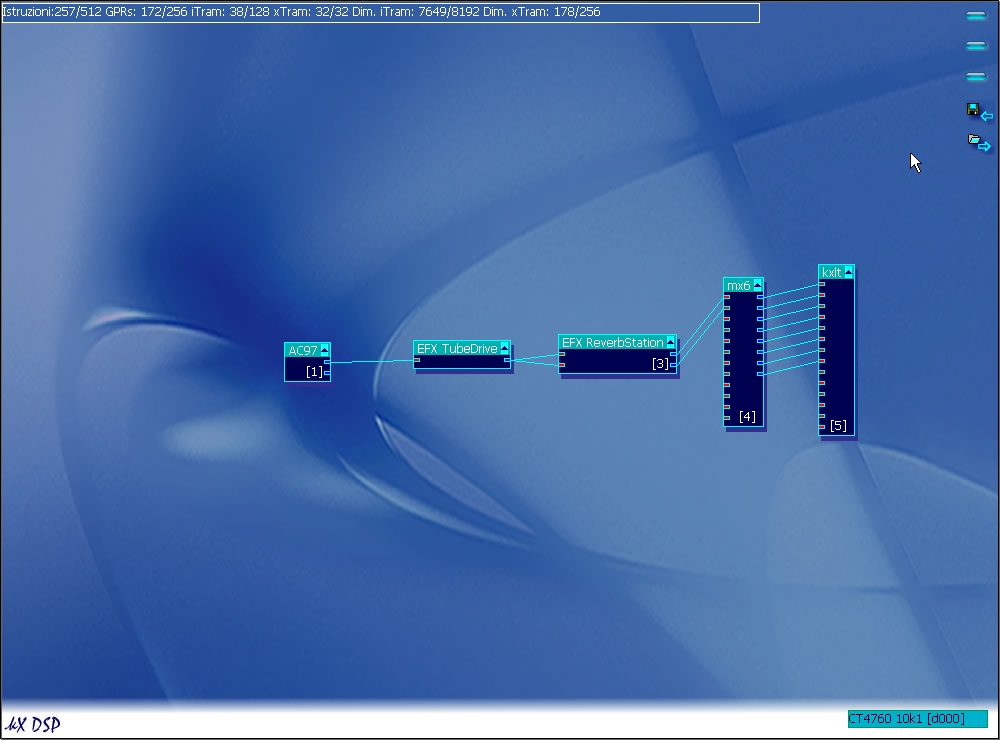 Istruzioni:257/512 GPRs: 172/256 iTram: 38/128 xTram: 32/32 Dim. iTram: 7649/8192 Dim. xTram: 178/256
kxlt
mx6
EFX ReverbStation
EFX TubeDrive
AC97
[3]
[1]
[4]
[5]
kX DSP
CT4760 10k1 [d000]